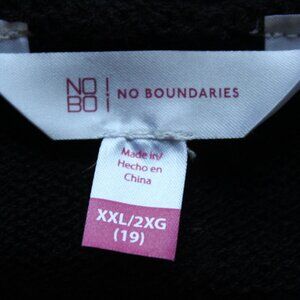 NO
BO
NO BOUNDARIES
Made in/
Hecho en
China
XXL/2XG
(19)